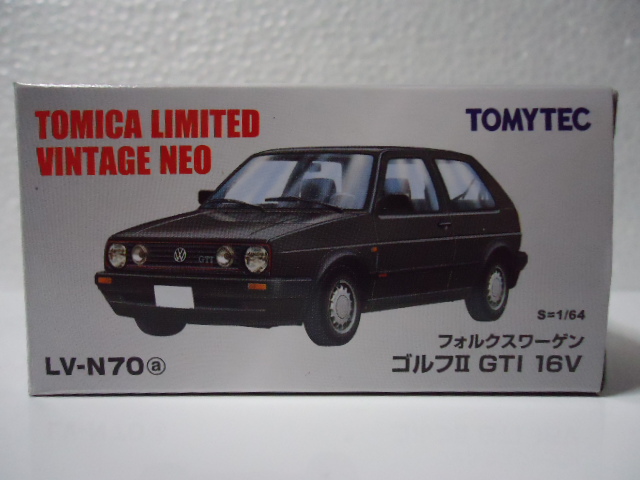 TOMICA LIMITED
VINTAGE NEO
TOMYTEC
GTI
S=1/64
フォルクスワーゲン
ゴルフII GTI 16V
LV-N70ⓐ